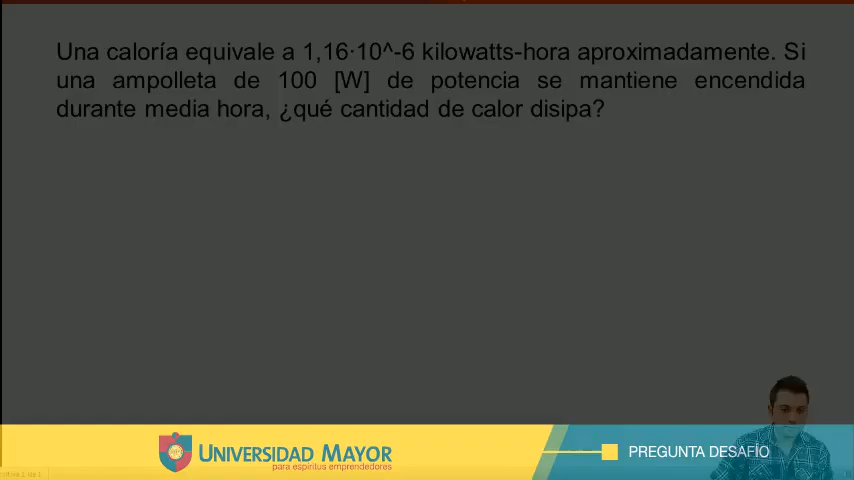 Una caloría equivale a 1,16·10^-6 kilowatts-hora aproximadamente. Si
una ampolleta de 100 [W] de potencia se mantiene encendida
durante media hora, ¿qué cantidad de calor disipa?
UNIVERSIDAD MAYOR
para espíritus emprendedores
PREGUNTA DESAFÍO